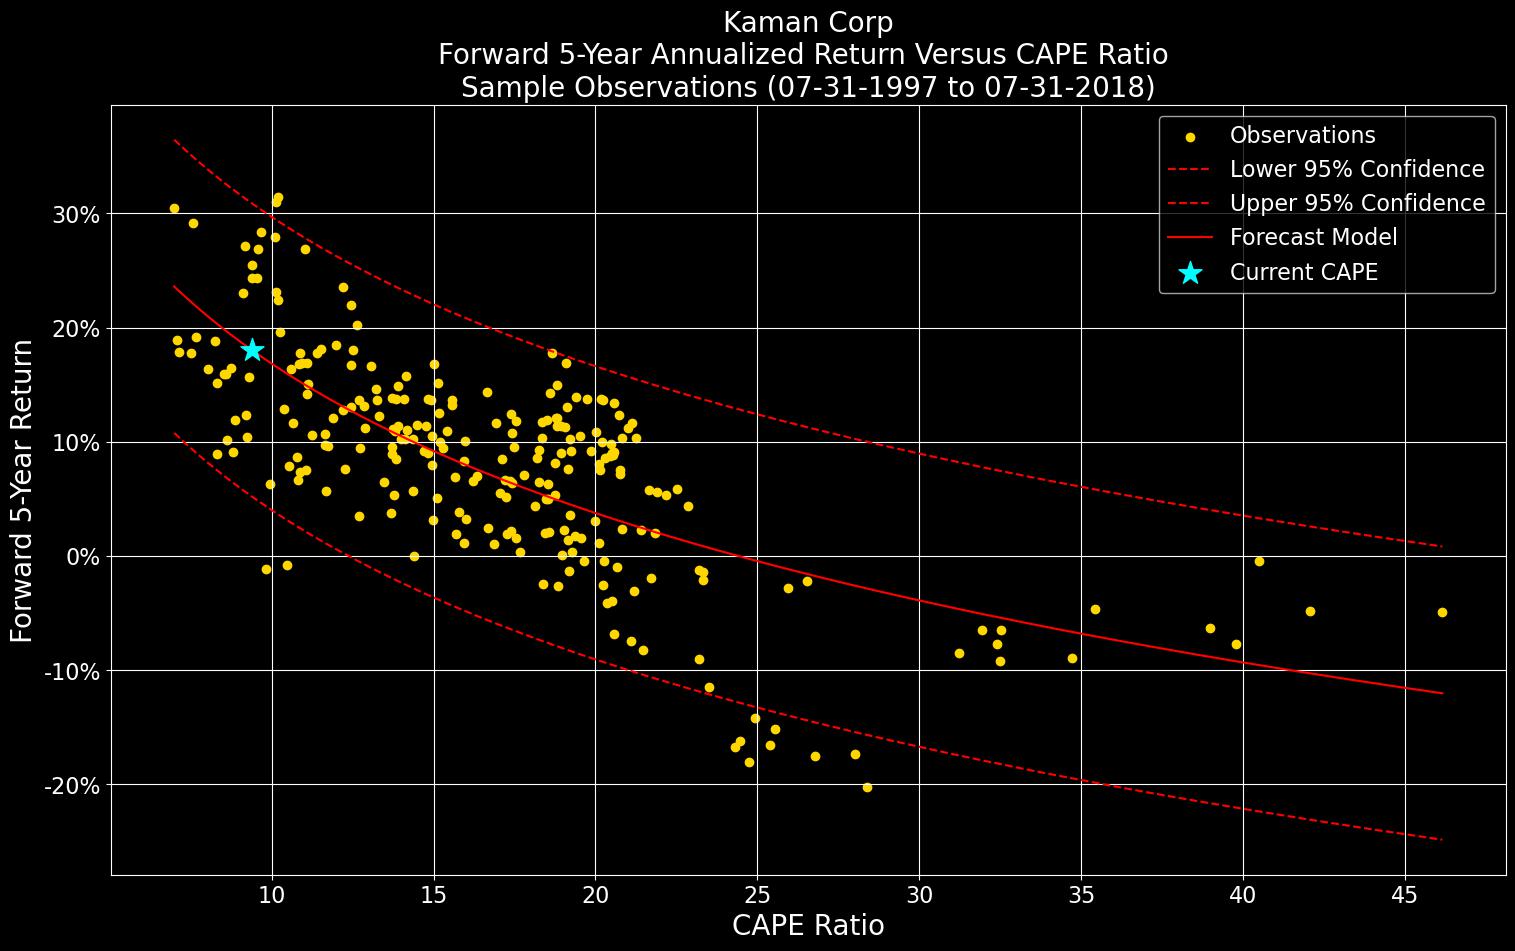 Kaman Corp
Forward 5-Year Annualized Return Versus CAPE Ratio
Sample Observations (07-31-1997 to 07-31-2018)
Observations
Lower 95% Confidence
Upper 95% Confidence
Forecast Model
Current CAPE
Forward 5-Year Return
30%
20%
10%
0%
-10%
-20%
10 15 20 25 30 35 40 45
CAPE Ratio